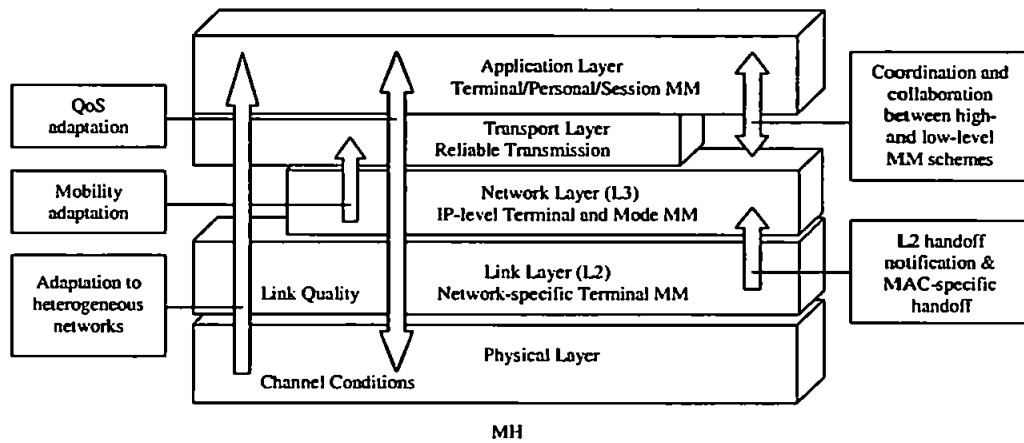 Application Layer
Terminal/Personal/Session MM
Transport Layer
Reliable Transmission
Network Layer (L3)
IP-level Terminal and Mode MM
Link Layer (L2)
Network-specific Terminal MM
Link Quality
Physical Layer
Channel Conditions
QoS
adaptation
Mobility
adaptation
Adaptation to
heterogeneous
networks
Coordination and
collaboration
between high-
and low-level
MM schemes
L2 handoff
notification &
MAC-specific
handoff
MH